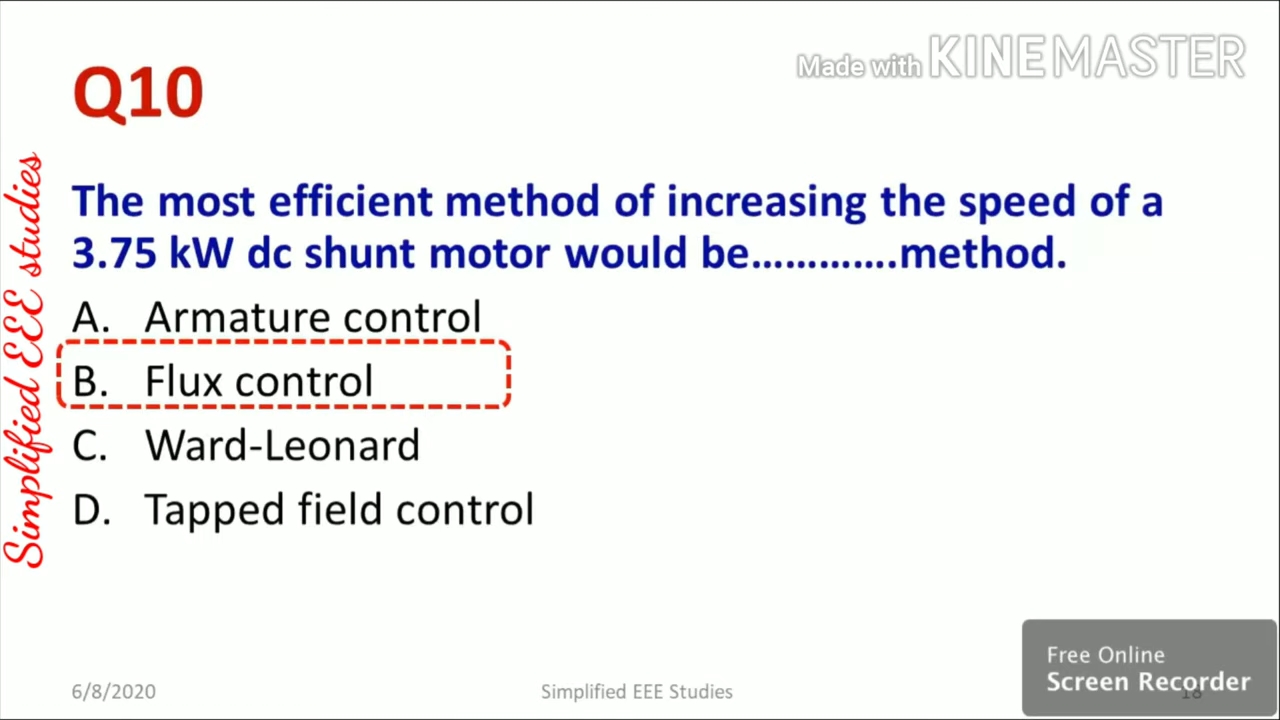 Made with KINEMASTER
Q10
Simplified EEE studies
The most efficient method of increasing the speed of a
3.75 kW dc shunt motor would be.............method.
A. Armature control
B. Flux control
C. Ward-Leonard
D. Tapped field control
Free Online
Screen Recorder
6/8/2020
Simplified EEE Studies
18